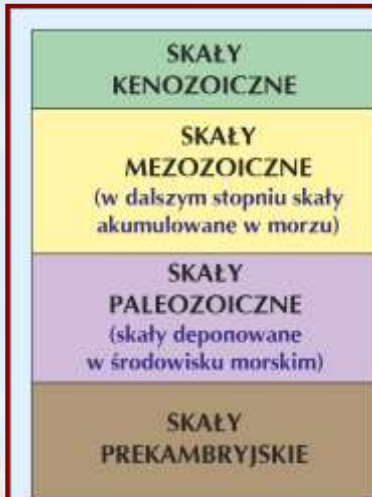 SKAŁY
KENOZOICZNE
SKAŁY
MEZOZOICZNE
(w dalszym stopniu skały
akumulowane w morzu)
SKAŁY
PALEOZOICZNE
(skały deponowane
w środowisku morskim)
SKAŁY
PREKAMBRYJSKIE